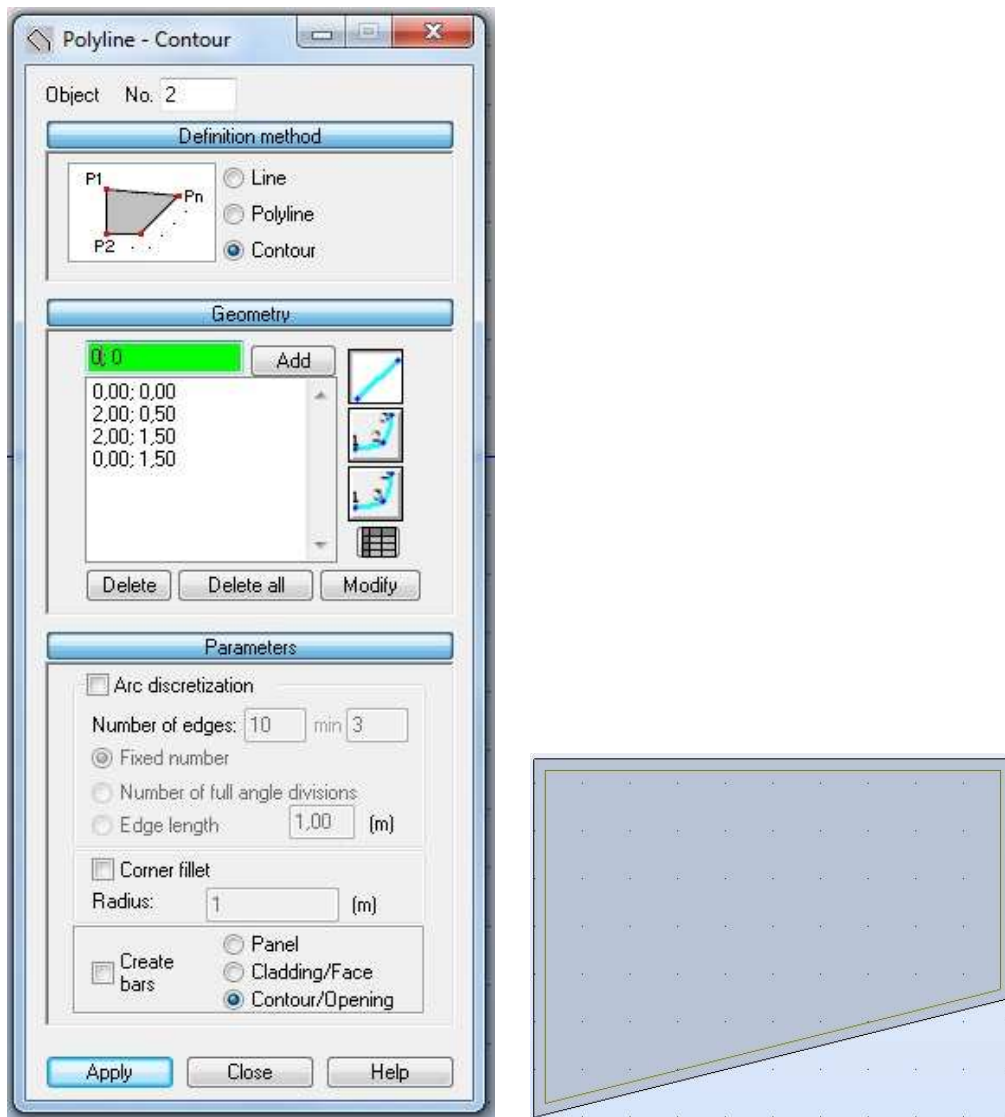 Polyline - Contour
Object No. 2
Definition method
P1
Pn
P2
Line
Polyline
Contour
Geometry
0; 0
Add
0,00; 0,00
2,00; 0,50
2,00; 1,50
0,00; 1,50
Delete
Delete all
Modify
Parameters
Arc discretization
Number of edges: 10 min 3
Fixed number
Number of full angle divisions
Edge length 1,00 (m)
Corner fillet
Radius: 1 (m)
Create bars
Panel
Cladding/Face
Contour/Opening
Apply
Close
Help